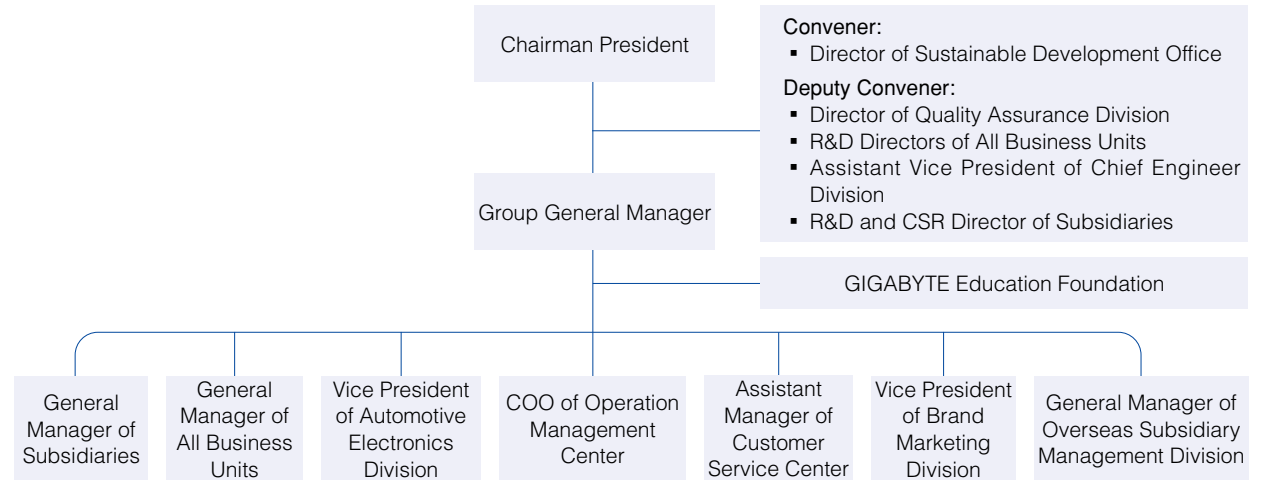 Chairman President
Convener:
▪ Director of Sustainable Development Office
Deputy Convener:
▪ Director of Quality Assurance Division
▪ R&D Directors of All Business Units
▪ Assistant Vice President of Chief Engineer
Division
▪ R&D and CSR Director of Subsidiaries
Group General Manager
GIGABYTE Education Foundation
General
Manager of
Subsidiaries
General
Manager of
All Business
Units
Vice President
of Automotive
Electronics
Division
COO of Operation
Management
Center
Assistant
Manager of
Customer
Service Center
Vice President
of Brand
Marketing
Division
General Manager of
Overseas Subsidiary
Management Division